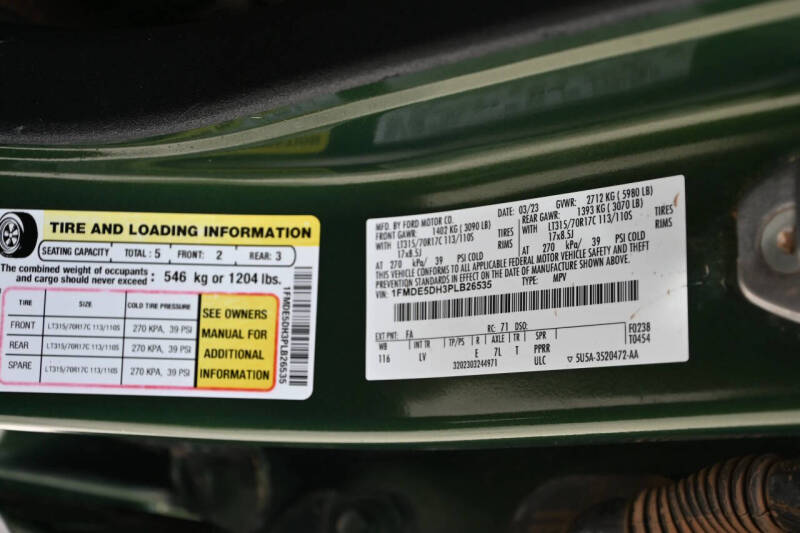 TIRE AND LOADING INFORMATION
SEATING CAPACITY TOTAL : 5 FRONT: 2 REAR: 3
The combined weight of occupants
and cargo should never exceed : 546 kg or 1204 lbs.
TIRE SIZE COLD TIRE PRESSURE
FRONT LT315/70R17C 113/110S 270 KPA, 39 PSI
REAR LT315/70R17C 113/110S 270 KPA, 39 PSI
SPARE LT315/70R17C 113/110S 270 KPA, 39 PSI
SEE OWNERS
MANUAL FOR
ADDITIONAL
INFORMATION
1FMDE5DH3PLB26535
MFD. BY FORD MOTOR CO. DATE: 03/23 GVWR: 2712 KG ( 5980 LB)
FRONT GAWR: 1402 KG ( 3090 LB) REAR GAWR: 1393 KG ( 3070 LB)
WITH LT315/70R17C 113/110S TIRES WITH LT315/70R17C 113/110S TIRES
17x8.5J RIMS 17x8.5J RIMS
AT 270 kPa/ 39 PSI COLD AT 270 kPa/ 39 PSI COLD
THIS VEHICLE CONFORMS TO ALL APPLICABLE FEDERAL MOTOR VEHICLE SAFETY AND THEFT
PREVENTION STANDARDS IN EFFECT ON THE DATE OF MANUFACTURE SHOWN ABOVE.
VIN: 1FMDE5DH3PLB26535 TYPE: MPV
EXT PNT: FA RC: 71 DSO: F0238
WB INT TR TP/PS R AXLE TR SPR T0454
116 LV E 7L T PPRR
3202303244971 ULC 5U5A-3520472-AA